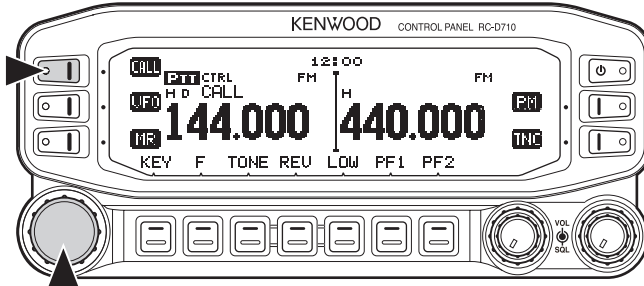 KENWOOD CONTROL PANEL RC-D710
12:00
CALL PTT CTRL FM FM
H D CALL H
VFO 144.000 440.000 PM
MR TNC
KEY F TONE REV LOW PF1 PF2
VOL
SQL